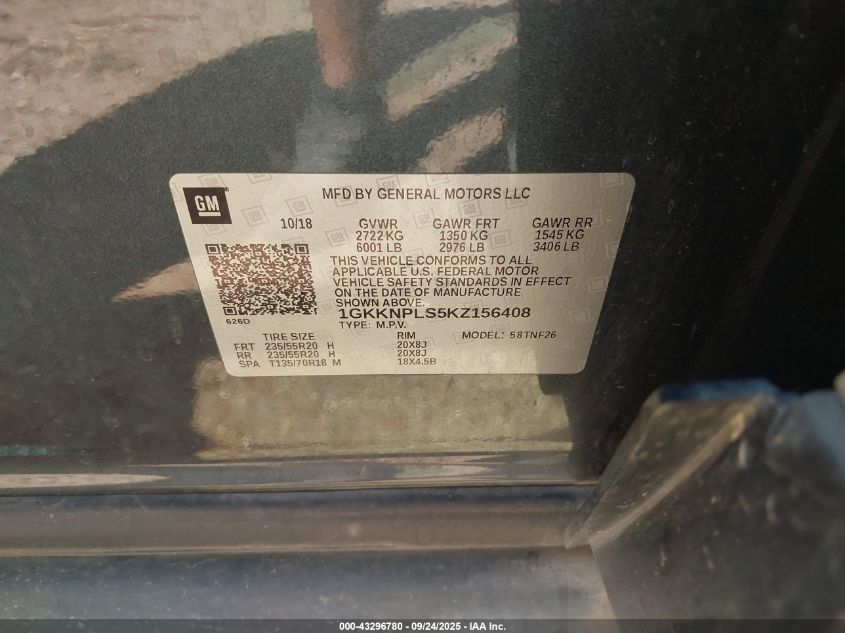 GM
MFD BY GENERAL MOTORS LLC
10/18 GVWR GAWR FRT GAWR RR
2722 KG 1350 KG 1545 KG
6001 LB 2976 LB 3406 LB
THIS VEHICLE CONFORMS TO ALL
APPLICABLE U.S. FEDERAL MOTOR
VEHICLE SAFETY STANDARDS IN EFFECT
ON THE DATE OF MANUFACTURE
SHOWN ABOVE.
626D
1GKKNPLS5KZ156408
TYPE: M.P.V. MODEL: 58TNF26
TIRE SIZE RIM
FRT 235/55R20 H 20X8J
RR 235/55R20 H 20X8J
SPA T135/70R18 M 18X4.5B
000-43296780 - 09/24/2025 - IAA Inc.